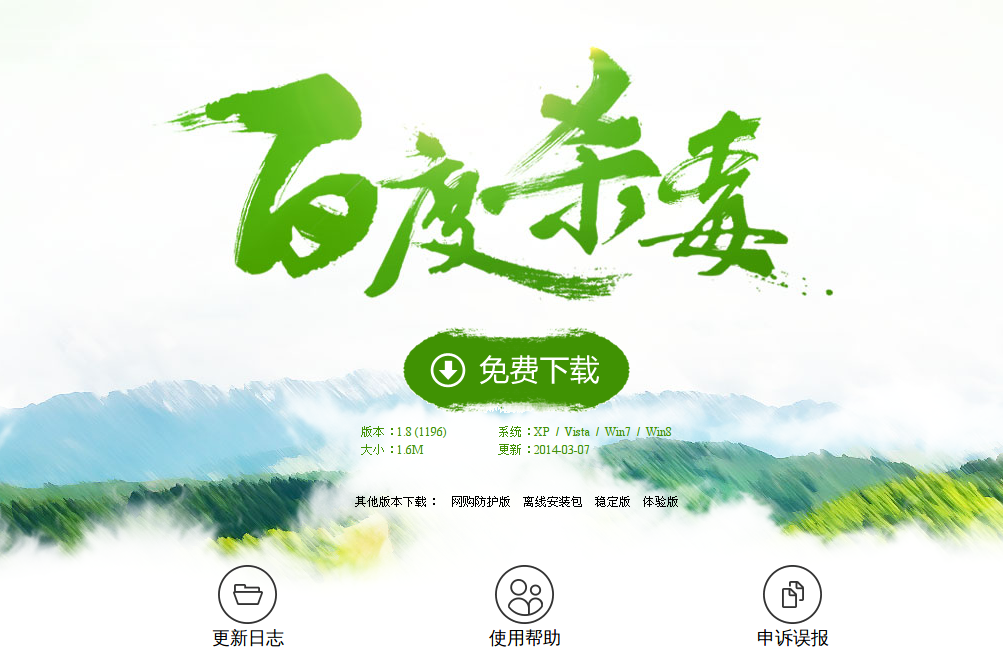 百度杀毒
免费下载
版本：1.8 (1196) 系统：XP / Vista / Win7 / Win8
大小：1.6M 更新：2014-03-07
其他版本下载： 网购防护版 离线安装包 稳定版 体验版
更新日志 使用帮助 申诉误报